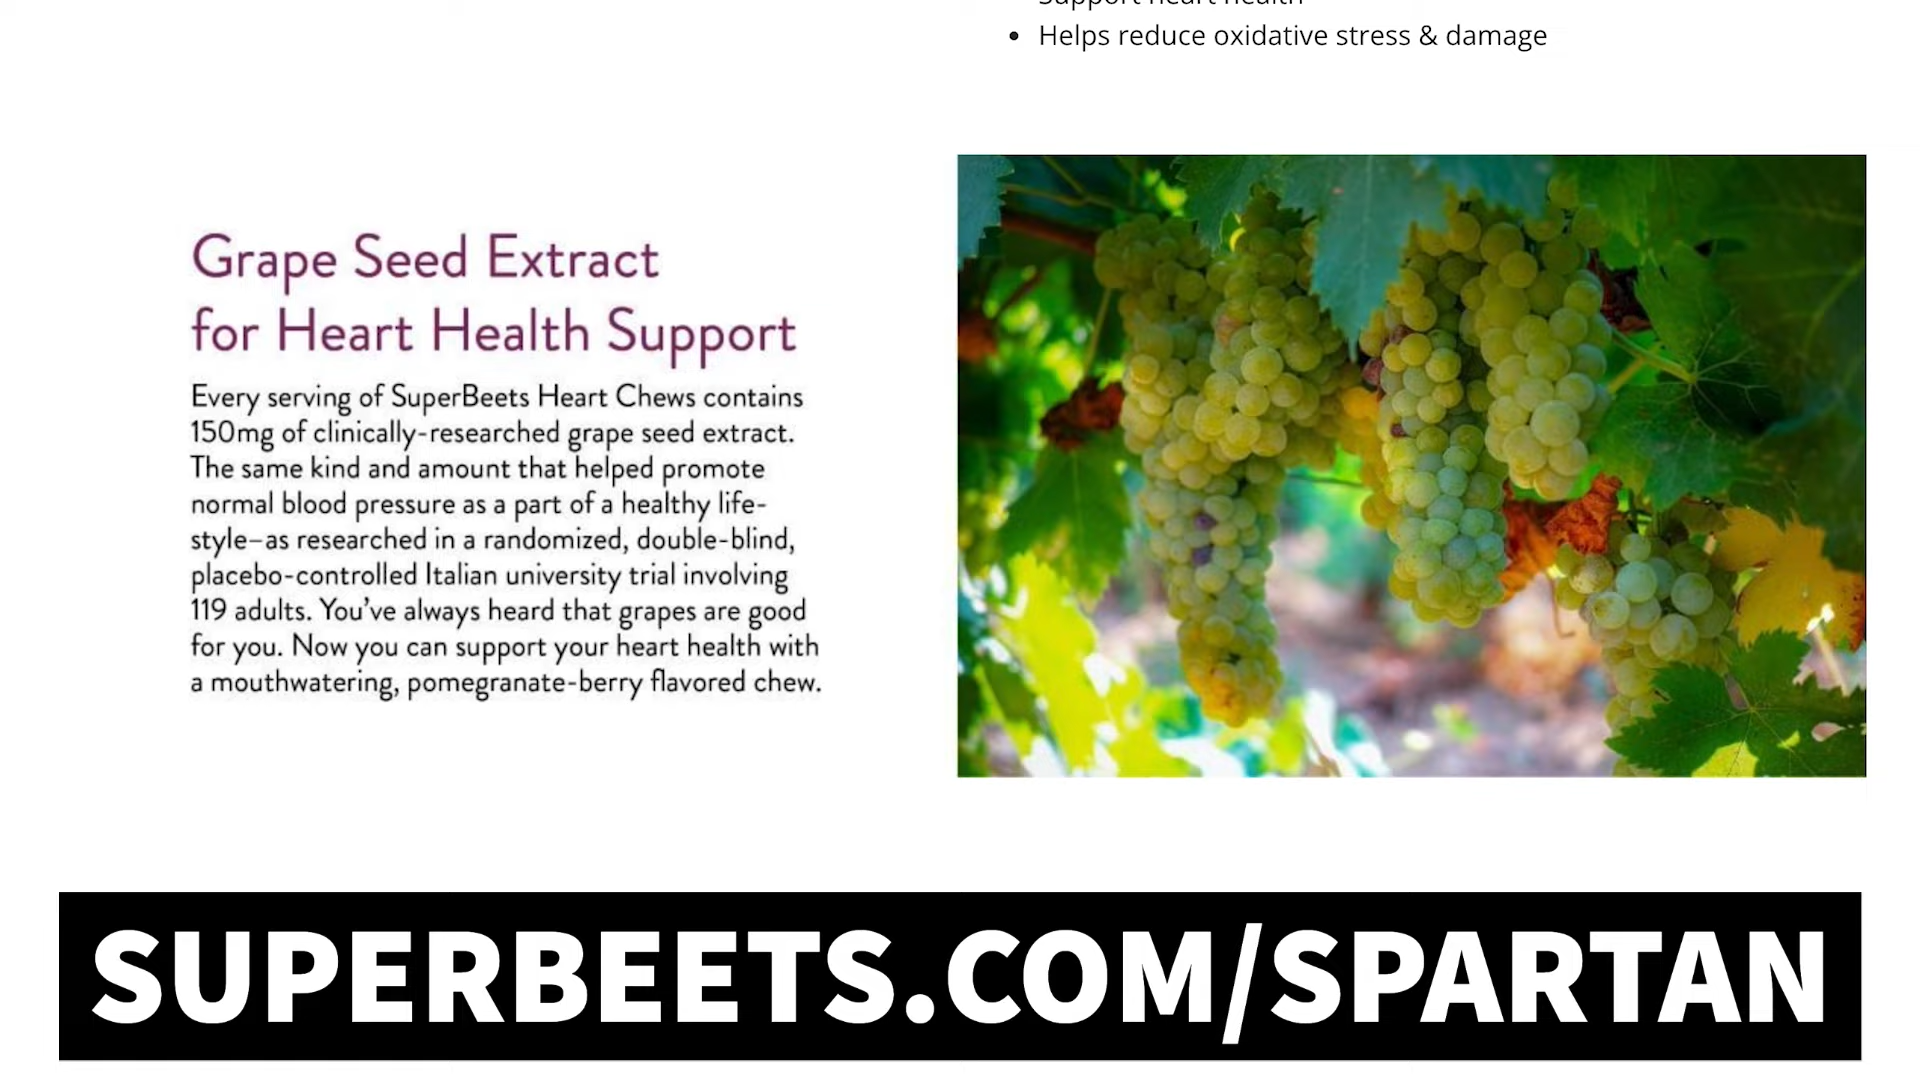 Support heart health
• Helps reduce oxidative stress & damage
Grape Seed Extract
for Heart Health Support
Every serving of SuperBeets Heart Chews contains
150mg of clinically-researched grape seed extract.
The same kind and amount that helped promote
normal blood pressure as a part of a healthy life-
style–as researched in a randomized, double-blind,
placebo-controlled Italian university trial involving
119 adults. You've always heard that grapes are good
for you. Now you can support your heart health with
a mouthwatering, pomegranate-berry flavored chew.
SUPERBEETS.COM/SPARTAN